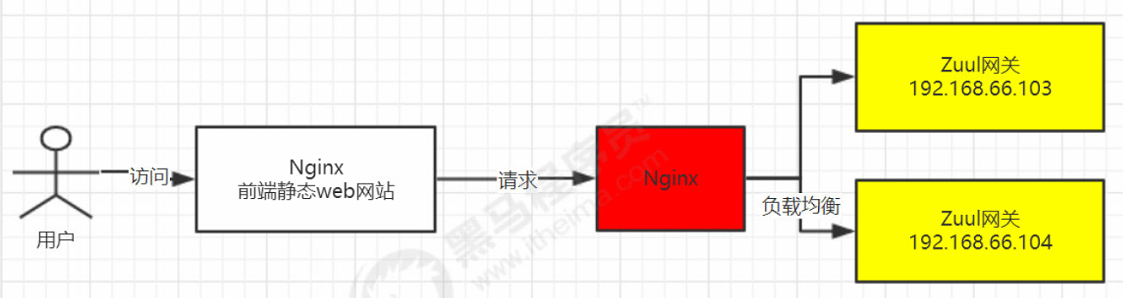 用户
访问
Nginx
前端静态web网站
请求
Nginx
负载均衡
Zuul网关
192.168.66.103
Zuul网关
192.168.66.104
黑马程序员™
www.itheima.com